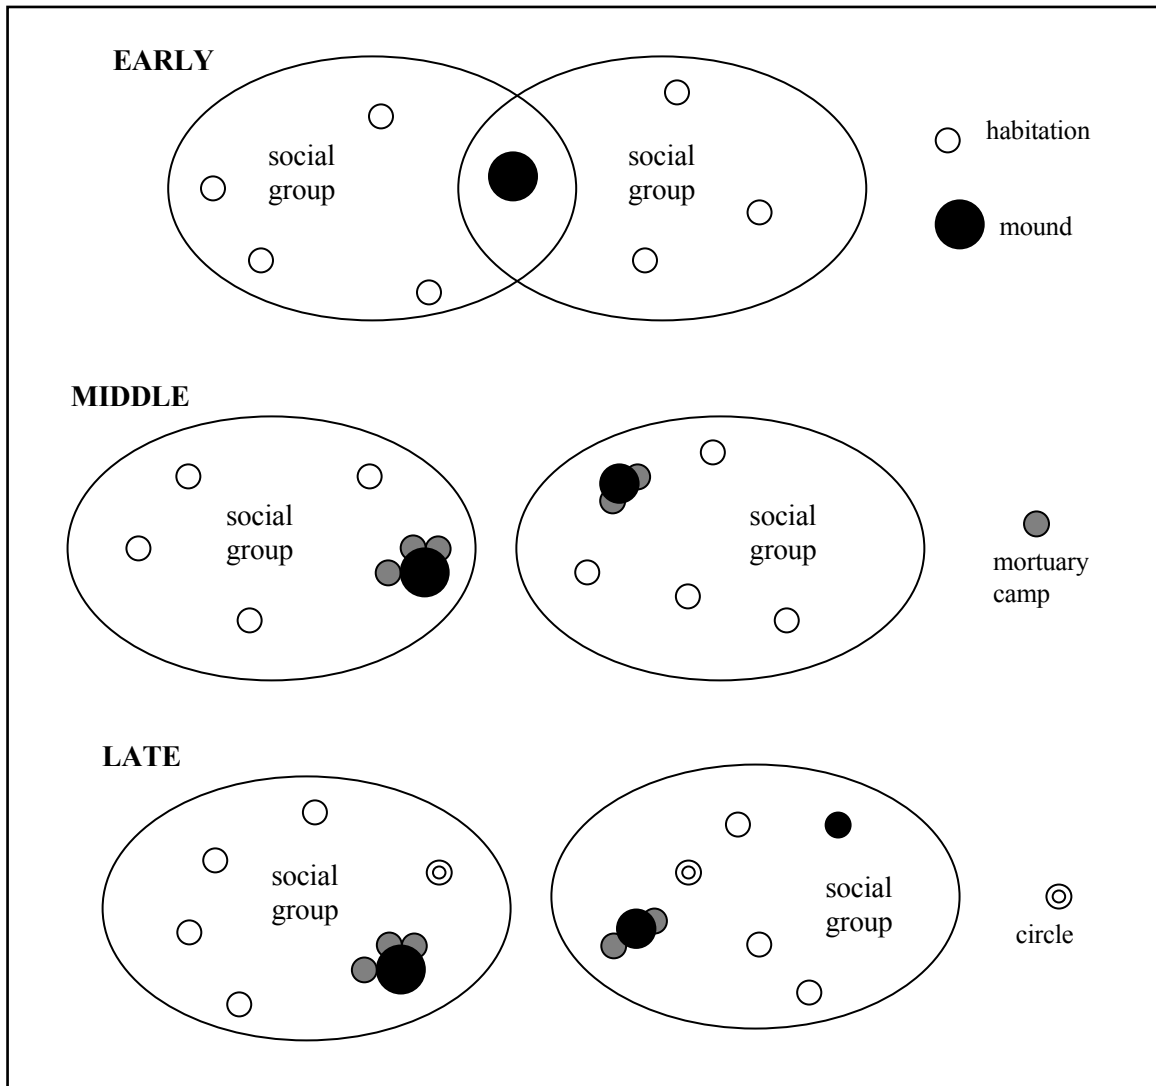 EARLY
social
group
social
group
habitation
mound
MIDDLE
social
group
social
group
mortuary
camp
LATE
social
group
social
group
circle